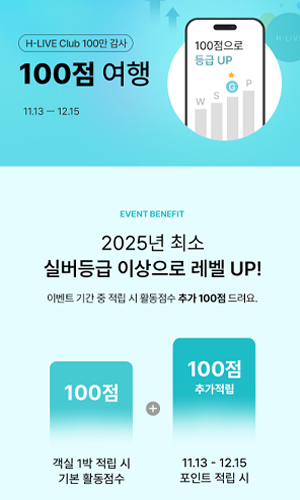 H-LIVE Club 100만 감사
100점 여행
11.13 — 12.15
100점으로
등급 UP
W S G P
H-LIVE
EVENT BENEFIT
2025년 최소
실버등급 이상으로 레벨 UP!
이벤트 기간 중 적립 시 활동점수 추가 100점 드려요.
100점
+
100점
추가적립
객실 1박 적립 시
기본 활동점수
11.13 - 12.15
포인트 적립 시